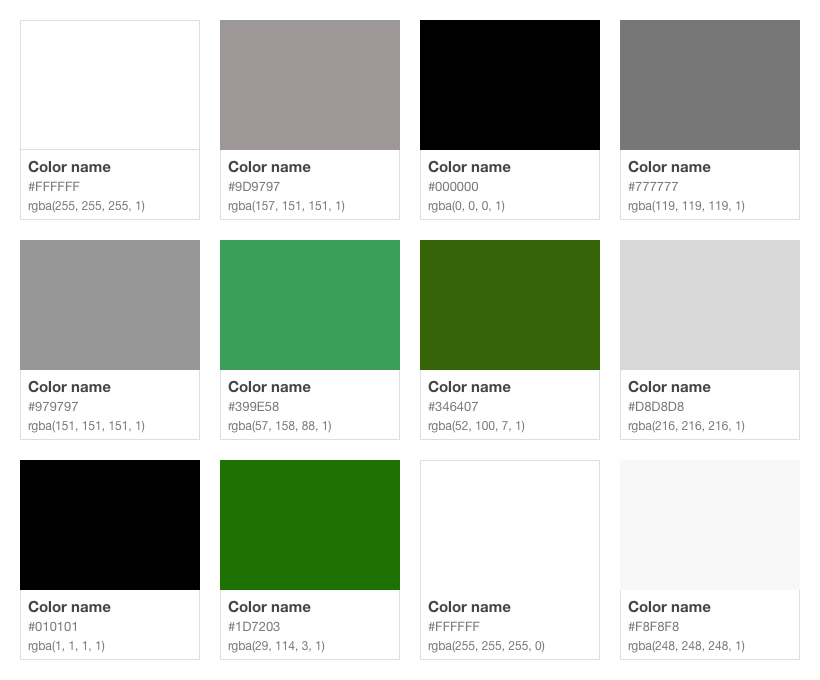 Color name
#FFFFFF
rgba(255, 255, 255, 1)
Color name
#9D9797
rgba(157, 151, 151, 1)
Color name
#000000
rgba(0, 0, 0, 1)
Color name
#777777
rgba(119, 119, 119, 1)
Color name
#979797
rgba(151, 151, 151, 1)
Color name
#399E58
rgba(57, 158, 88, 1)
Color name
#346407
rgba(52, 100, 7, 1)
Color name
#D8D8D8
rgba(216, 216, 216, 1)
Color name
#010101
rgba(1, 1, 1, 1)
Color name
#1D7203
rgba(29, 114, 3, 1)
Color name
#FFFFFF
rgba(255, 255, 255, 0)
Color name
#F8F8F8
rgba(248, 248, 248, 1)